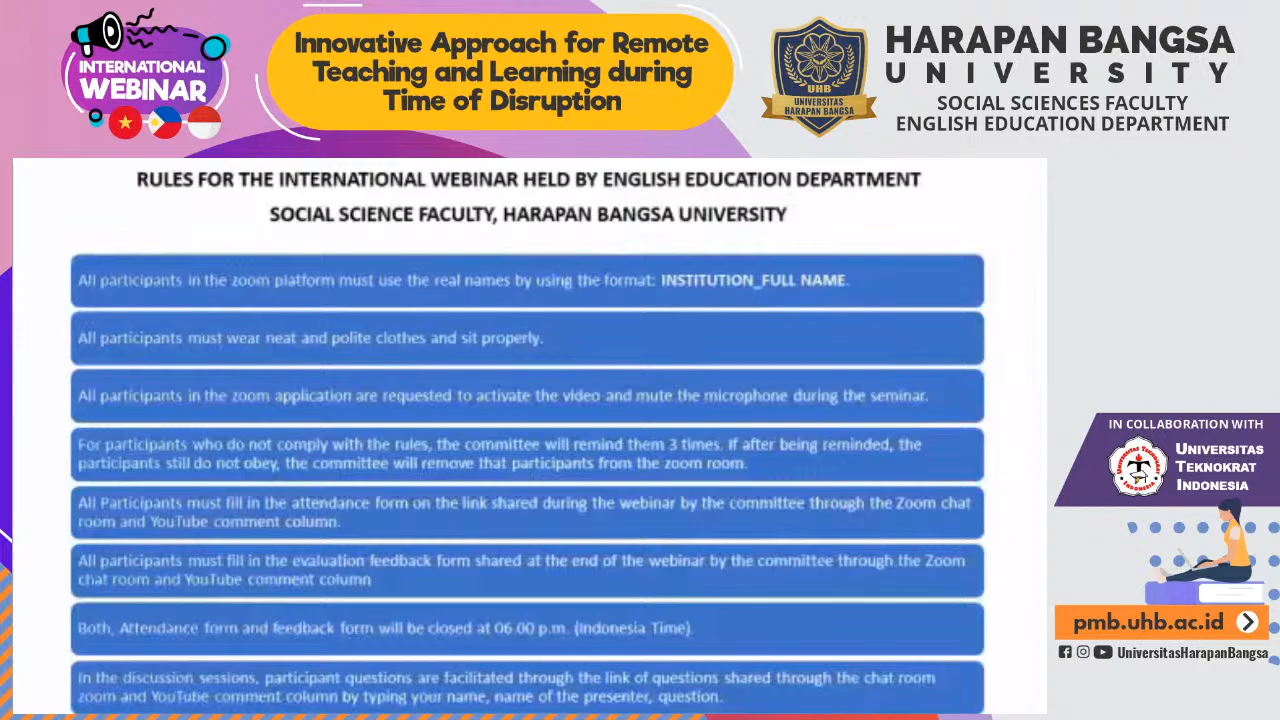 INTERNATIONAL
WEBINAR
Innovative Approach for Remote
Teaching and Learning during
Time of Disruption
UHB
UNIVERSITAS
HARAPAN BANGSA
HARAPAN BANGSA
UNIVERSITY
SOCIAL SCIENCES FACULTY
ENGLISH EDUCATION DEPARTMENT
RULES FOR THE INTERNATIONAL WEBINAR HELD BY ENGLISH EDUCATION DEPARTMENT
SOCIAL SCIENCE FACULTY, HARAPAN BANGSA UNIVERSITY
All participants in the zoom platform must use the real names by using the format: INSTITUTION_FULL NAME.
All participants must wear neat and polite clothes and sit properly.
All participants in the zoom application are requested to activate the video and mute the microphone during the seminar.
For participants who do not comply with the rules, the committee will remind them 3 times. If after being reminded, the
participants still do not obey, the committee will remove that participants from the zoom room.
All Participants must fill in the attendance form on the link shared during the webinar by the committee through the Zoom chat
room and YouTube comment column.
All participants must fill in the evaluation feedback form shared at the end of the webinar by the committee through the Zoom
chat room and YouTube comment column
Both, Attendance form and feedback form will be closed at 06.00 p.m. (Indonesia Time).
In the discussion sessions, participant questions are facilitated through the link of questions shared through the chat room
zoom and YouTube comment column by typing your name, name of the presenter, question.
IN COLLABORATION WITH
UNIVERSITAS TEKNOKRAT
INDONESIA
UNIVERSITAS
TEKNOKRAT
INDONESIA
pmb.uhb.ac.id
UniversitasHarapanBangsa